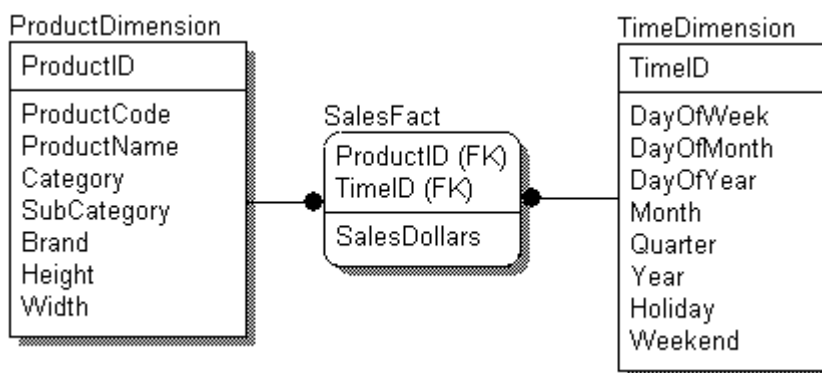 ProductDimension
ProductID
ProductCode
ProductName
Category
SubCategory
Brand
Height
Width
SalesFact
ProductID (FK)
TimeID (FK)
SalesDollars
TimeDimension
TimeID
DayOfWeek
DayOfMonth
DayOfYear
Month
Quarter
Year
Holiday
Weekend